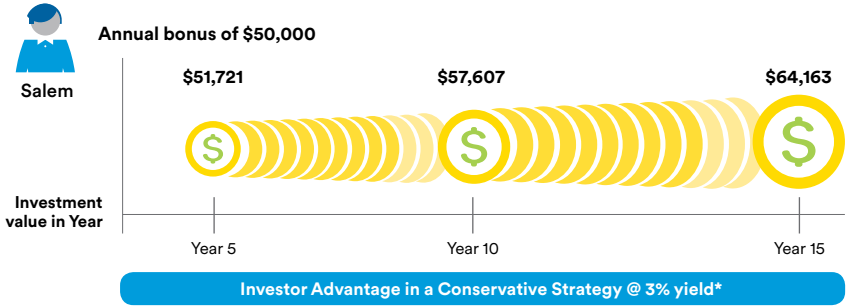 Annual bonus of $50,000
Salem
$51,721
$57,607
$64,163
Investment
value in Year
Year 5
Year 10
Year 15
Investor Advantage in a Conservative Strategy @ 3% yield*